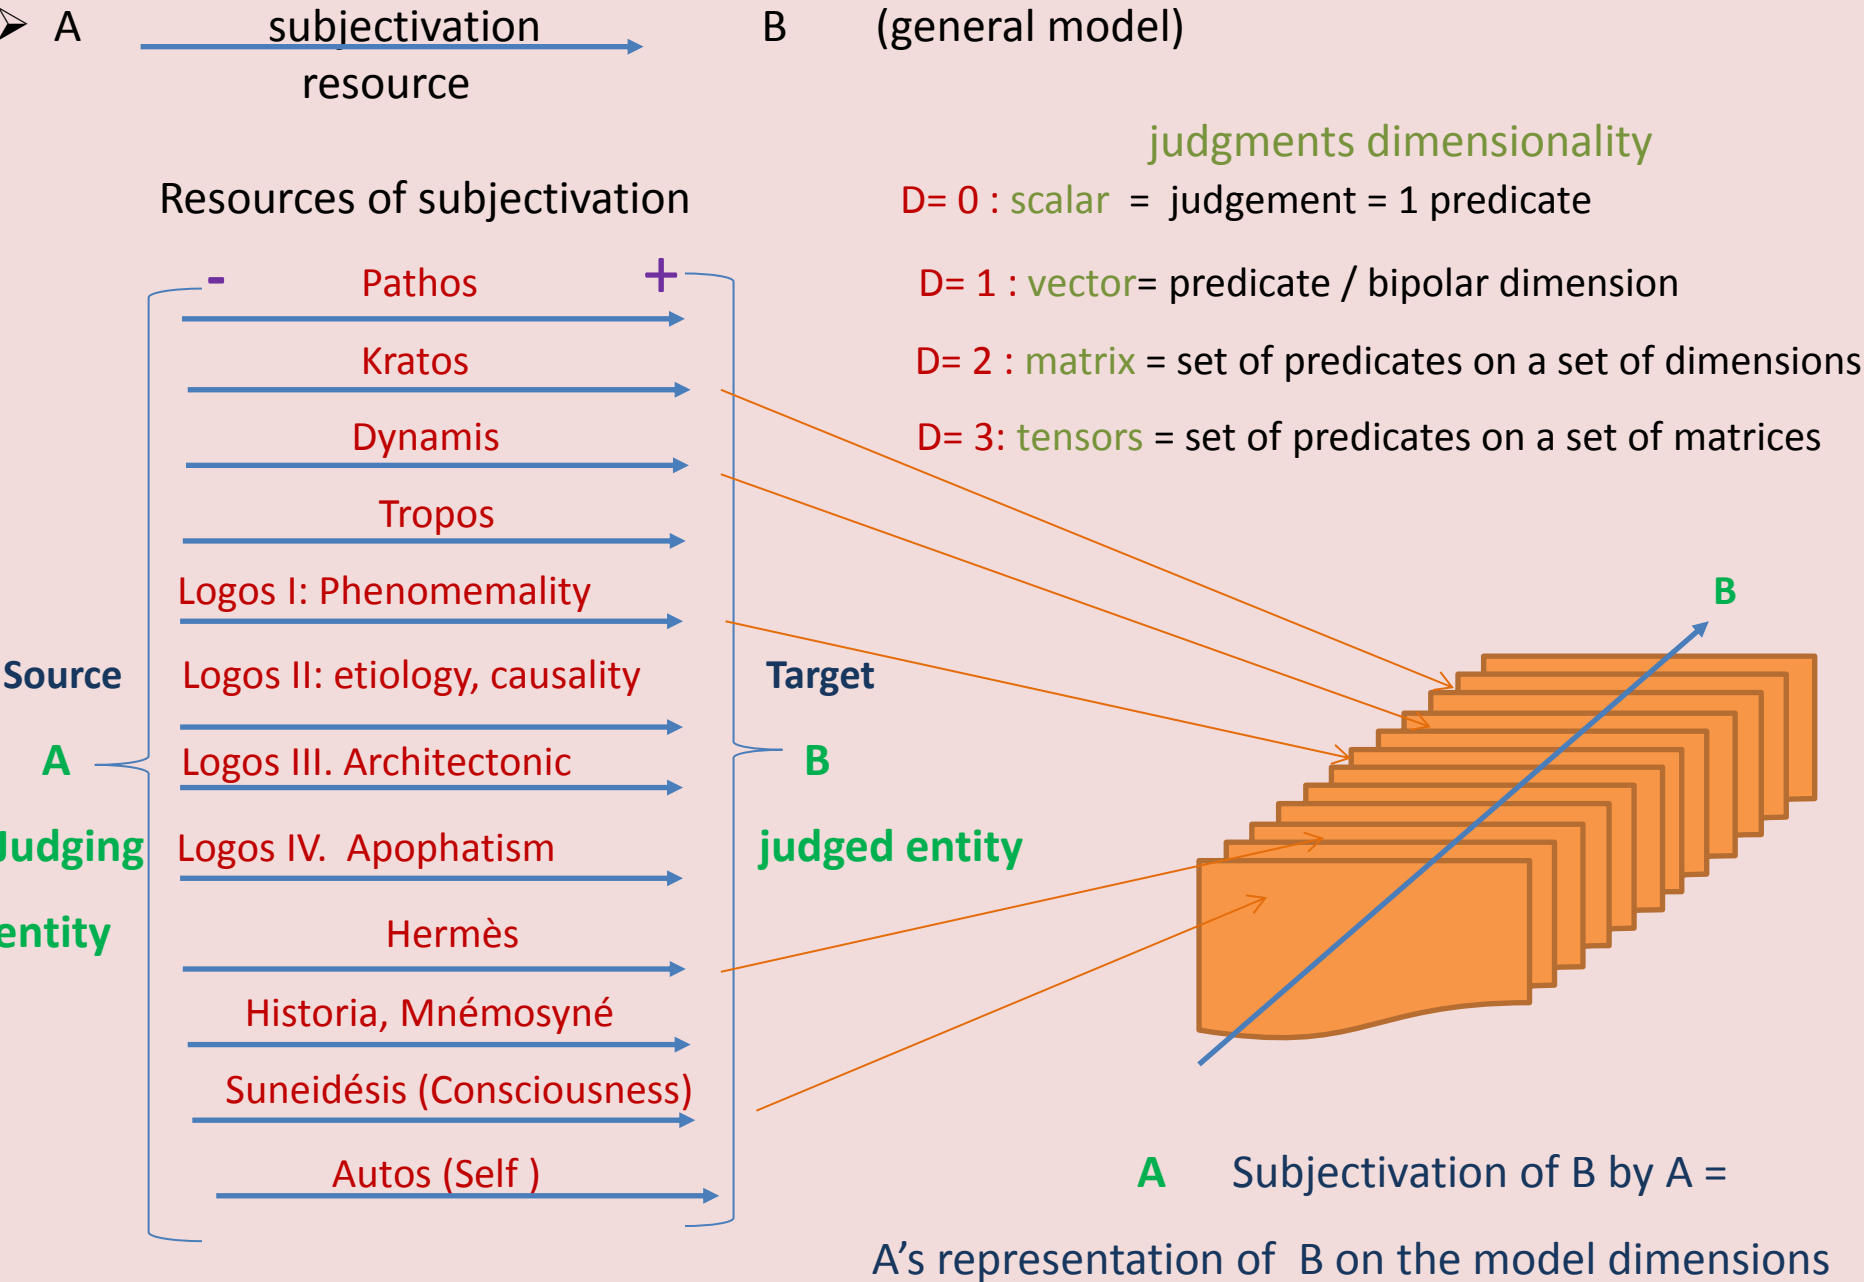 ➢ A subjectivation B (general model)
resource
judgments dimensionality
Resources of subjectivation
D= 0 : scalar = judgement = 1 predicate
- Pathos +
D= 1 : vector= predicate / bipolar dimension
Kratos
D= 2 : matrix = set of predicates on a set of dimensions
Dynamis
D= 3: tensors = set of predicates on a set of matrices
Tropos
Logos I: Phenomemality
B
Source
Logos II: etiology, causality
Target
A
Logos III. Architectonic
B
Judging
Logos IV. Apophatism
judged entity
entity
Hermès
Historia, Mnémosyné
Suneidésis (Consciousness)
Autos (Self )
A Subjectivation of B by A =
A’s representation of B on the model dimensions